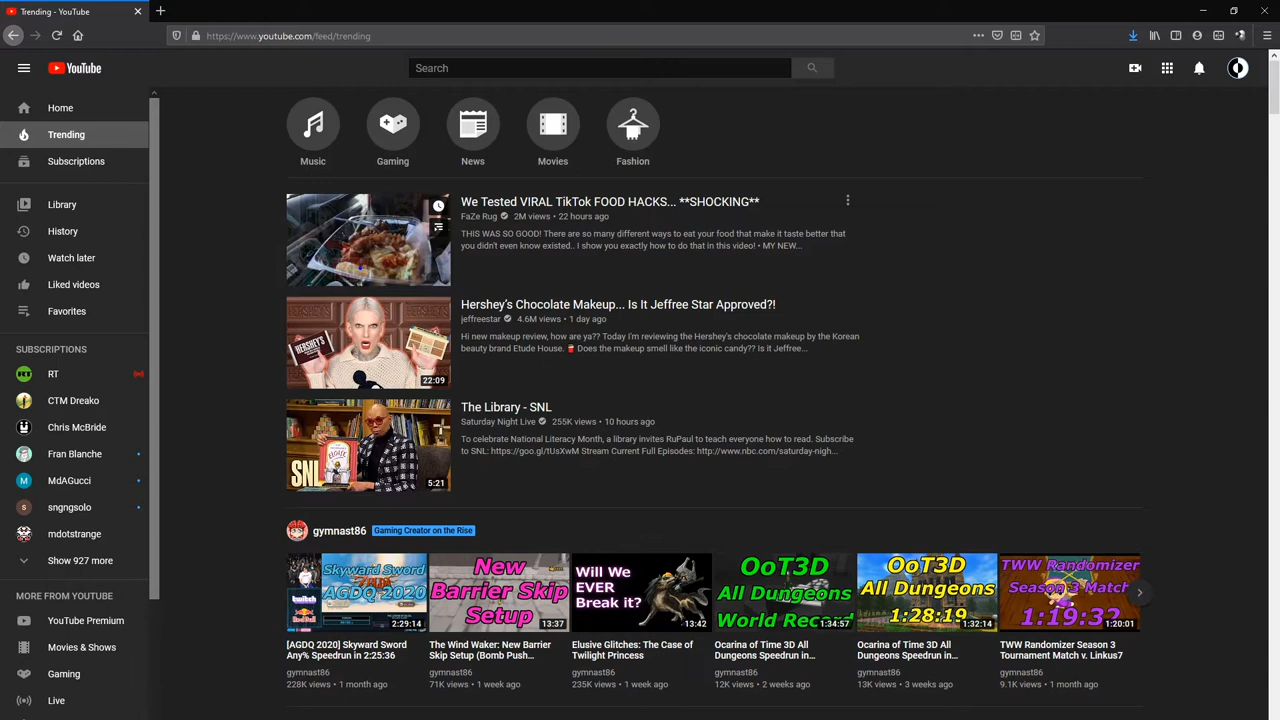 Trending - YouTube
https://www.youtube.com/feed/trending
YouTube
Search
Home
Trending
Subscriptions
Library
History
Watch later
Liked videos
Favorites
SUBSCRIPTIONS
RT
CTM Dreako
Chris McBride
Fran Blanche
MdAGucci
sngngsolo
mdotstrange
Show 927 more
MORE FROM YOUTUBE
YouTube Premium
Movies & Shows
Gaming
Live
Music
Gaming
News
Movies
Fashion
We Tested VIRAL TikTok FOOD HACKS... **SHOCKING**
FaZe Rug 2M views • 22 hours ago
THIS WAS SO GOOD! There are so many different ways to eat your food that make it taste better that
you didn't even know existed.. I show you exactly how to do that in this video! • MY NEW...
HERSHEY'S
22:09
Hershey's Chocolate Makeup... Is It Jeffree Star Approved?!
jeffreestar 4.6M views • 1 day ago
Hi new makeup review, how are ya?? Today I'm reviewing the Hershey's chocolate makeup by the Korean
beauty brand Etude House. 🥫 Does the makeup smell like the iconic candy?? Is it Jeffree...
SNL
5:21
The Library - SNL
Saturday Night Live 255K views • 10 hours ago
To celebrate National Literacy Month, a library invites RuPaul to teach everyone how to read. Subscribe
to SNL: https://goo.gl/tUsXwM Stream Current Full Episodes: http://www.nbc.com/saturday-nigh...
gymnast86 Gaming Creator on the Rise
Skyward Sword
AGDQ 2020
twitch
Red Bull
2:29:14
[AGDQ 2020] Skyward Sword
Any% Speedrun in 2:25:36
gymnast86
228K views • 1 month ago
New
Barrier Skip
Setup
13:37
The Wind Waker: New Barrier
Skip Setup (Bomb Push...
gymnast86
71K views • 1 week ago
Will We
EVER
Break it?
13:42
Elusive Glitches: The Case of
Twilight Princess
gymnast86
235K views • 1 week ago
OoT3D
All Dungeons
World Record
1:34:57
Ocarina of Time 3D All
Dungeons Speedrun in...
gymnast86
12K views • 2 weeks ago
OoT3D
All Dungeons
1:28:19
1:32:14
Ocarina of Time 3D All
Dungeons Speedrun in...
gymnast86
13K views • 3 weeks ago
TWW Randomizer
Season 3 Match
1:19:32
1:20:01
TWW Randomizer Season 3
Tournament Match v. Linkus7
gymnast86
9.1K views • 1 month ago